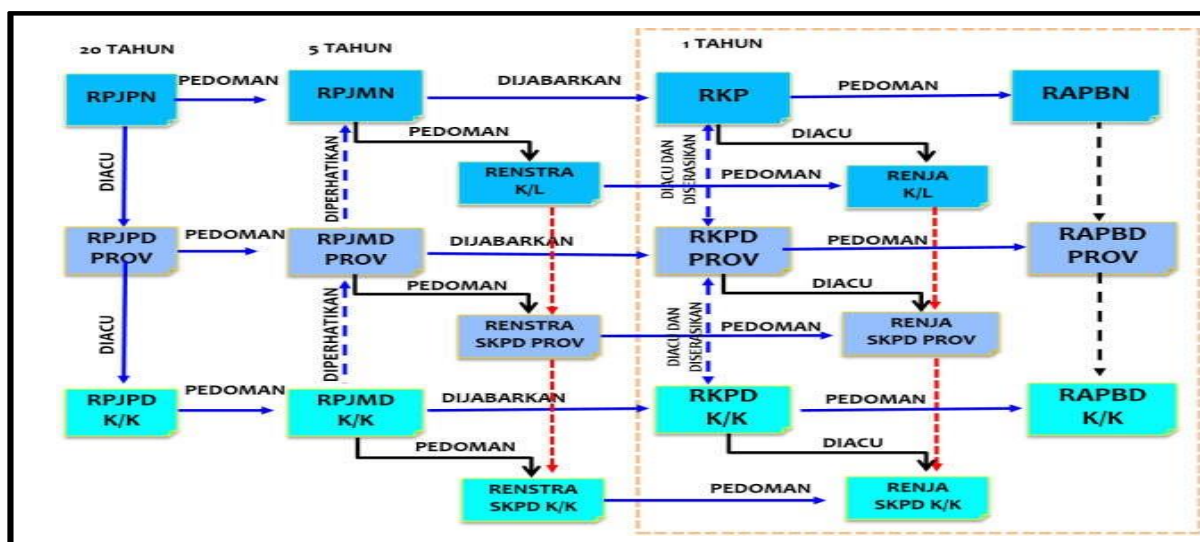 20 TAHUN
5 TAHUN
1 TAHUN
RPJPN
PEDOMAN
RPJMN
DIJABARKAN
RKP
PEDOMAN
RAPBN
DIACU
DIPERHATIKAN
PEDOMAN
RENSTRA
K/L
DIACU DAN
DISERASIKAN
PEDOMAN
DIACU
RENJA
K/L
RPJPD
PROV
PEDOMAN
RPJMD
PROV
DIJABARKAN
RKPD
PROV
PEDOMAN
RAPBD
PROV
DIACU
DIPERHATIKAN
PEDOMAN
RENSTRA
SKPD PROV
DIACU DAN
DISERASIKAN
PEDOMAN
DIACU
RENJA
SKPD PROV
RPJPD
K/K
PEDOMAN
RPJMD
K/K
DIJABARKAN
RKPD
K/K
PEDOMAN
RAPBD
K/K
PEDOMAN
RENSTRA
SKPD K/K
PEDOMAN
DIACU
RENJA
SKPD K/K